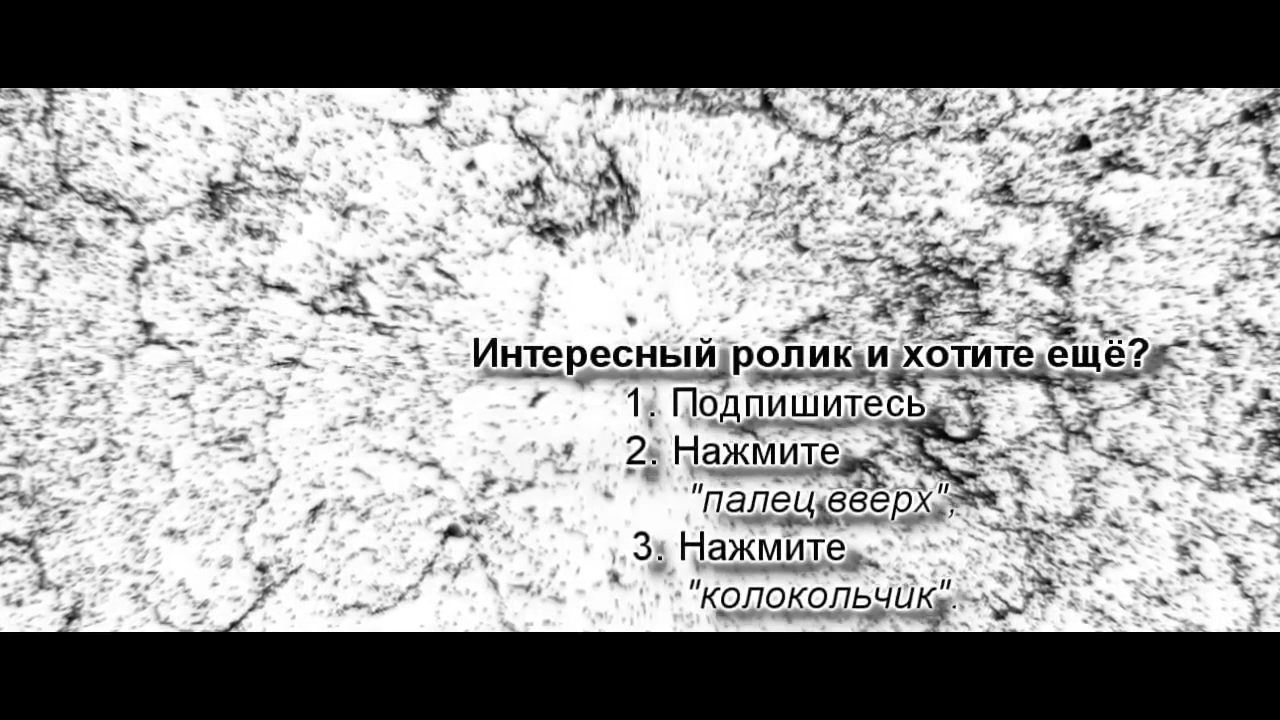 Интересный ролик и хотите ещё?
1. Подпишитесь
2. Нажмите
"палец вверх",
3. Нажмите
"колокольчик".